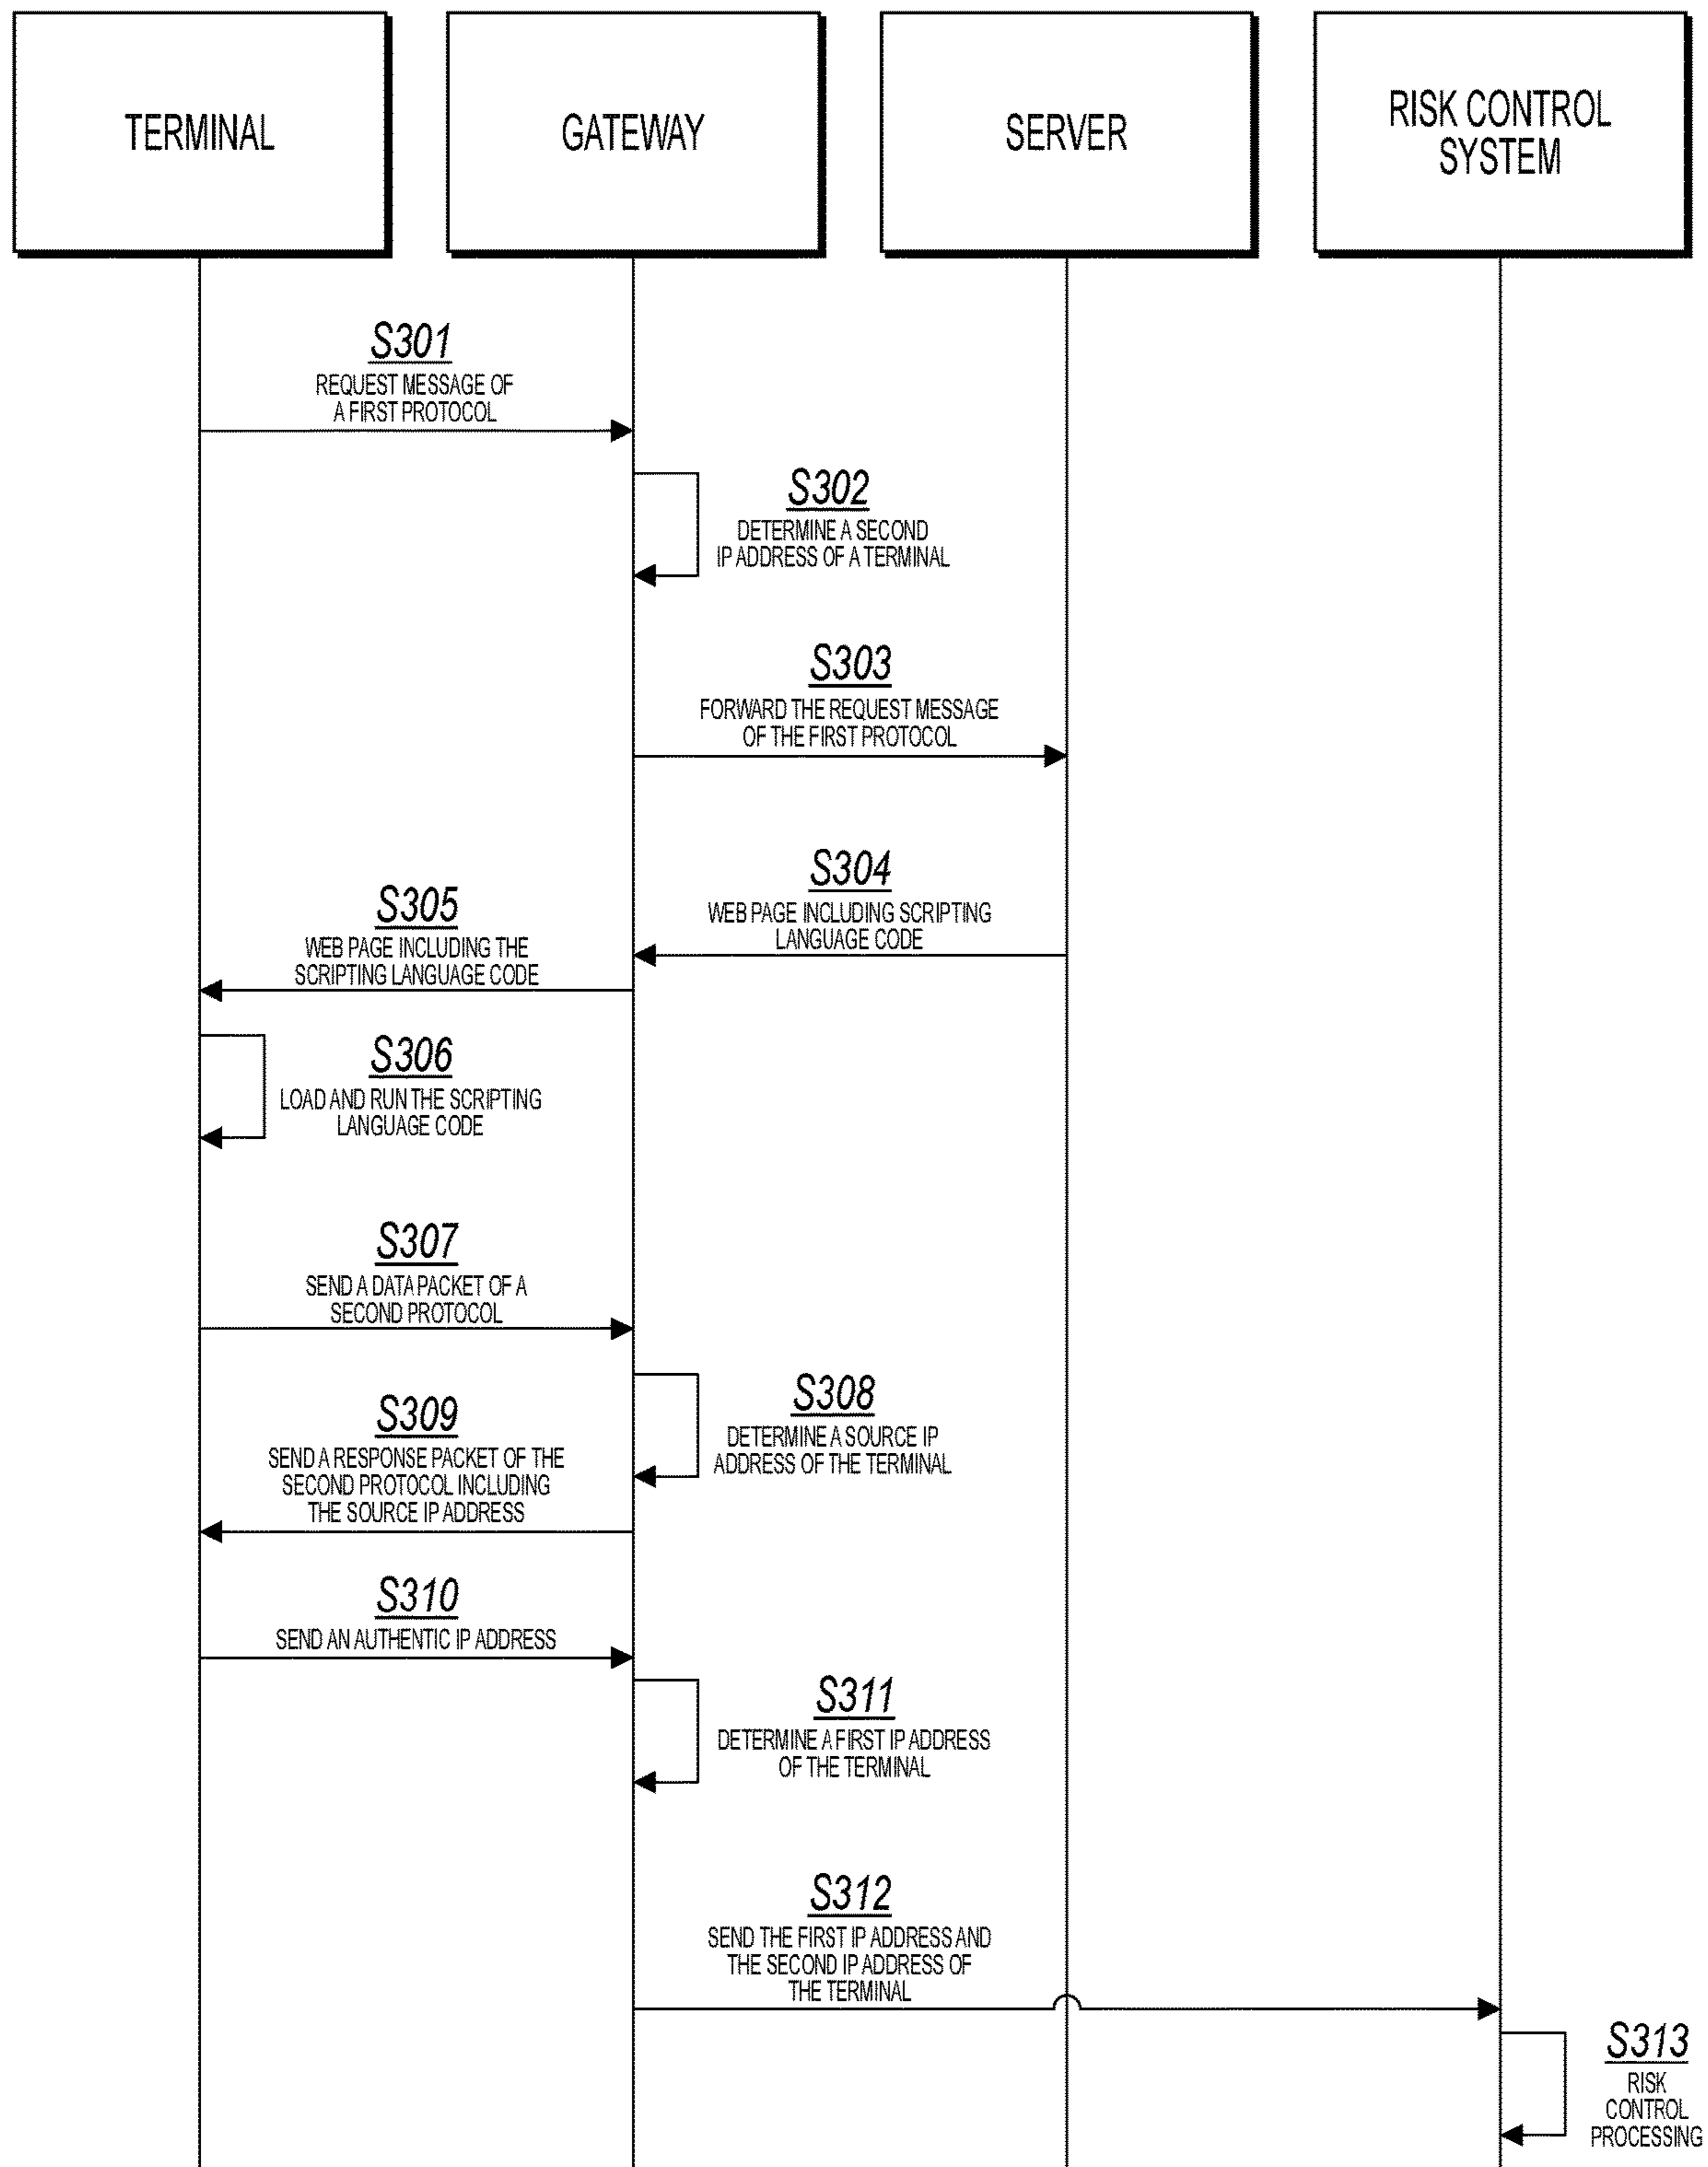 TERMINAL
GATEWAY
SERVER
RISK CONTROL
SYSTEM
S301
REQUEST MESSAGE OF
A FIRST PROTOCOL
S302
DETERMINE A SECOND
IP ADDRESS OF A TERMINAL
S303
FORWARD THE REQUEST MESSAGE
OF THE FIRST PROTOCOL
S304
WEB PAGE INCLUDING SCRIPTING
LANGUAGE CODE
S305
WEB PAGE INCLUDING THE
SCRIPTING LANGUAGE CODE
S306
LOAD AND RUN THE SCRIPTING
LANGUAGE CODE
S307
SEND A DATA PACKET OF A
SECOND PROTOCOL
S308
DETERMINE A SOURCE IP
ADDRESS OF THE TERMINAL
S309
SEND A RESPONSE PACKET OF THE
SECOND PROTOCOL INCLUDING
THE SOURCE IP ADDRESS
S310
SEND AN AUTHENTIC IP ADDRESS
S311
DETERMINE A FIRST IP ADDRESS
OF THE TERMINAL
S312
SEND THE FIRST IP ADDRESS AND
THE SECOND IP ADDRESS OF
THE TERMINAL
S313
RISK
CONTROL
PROCESSING